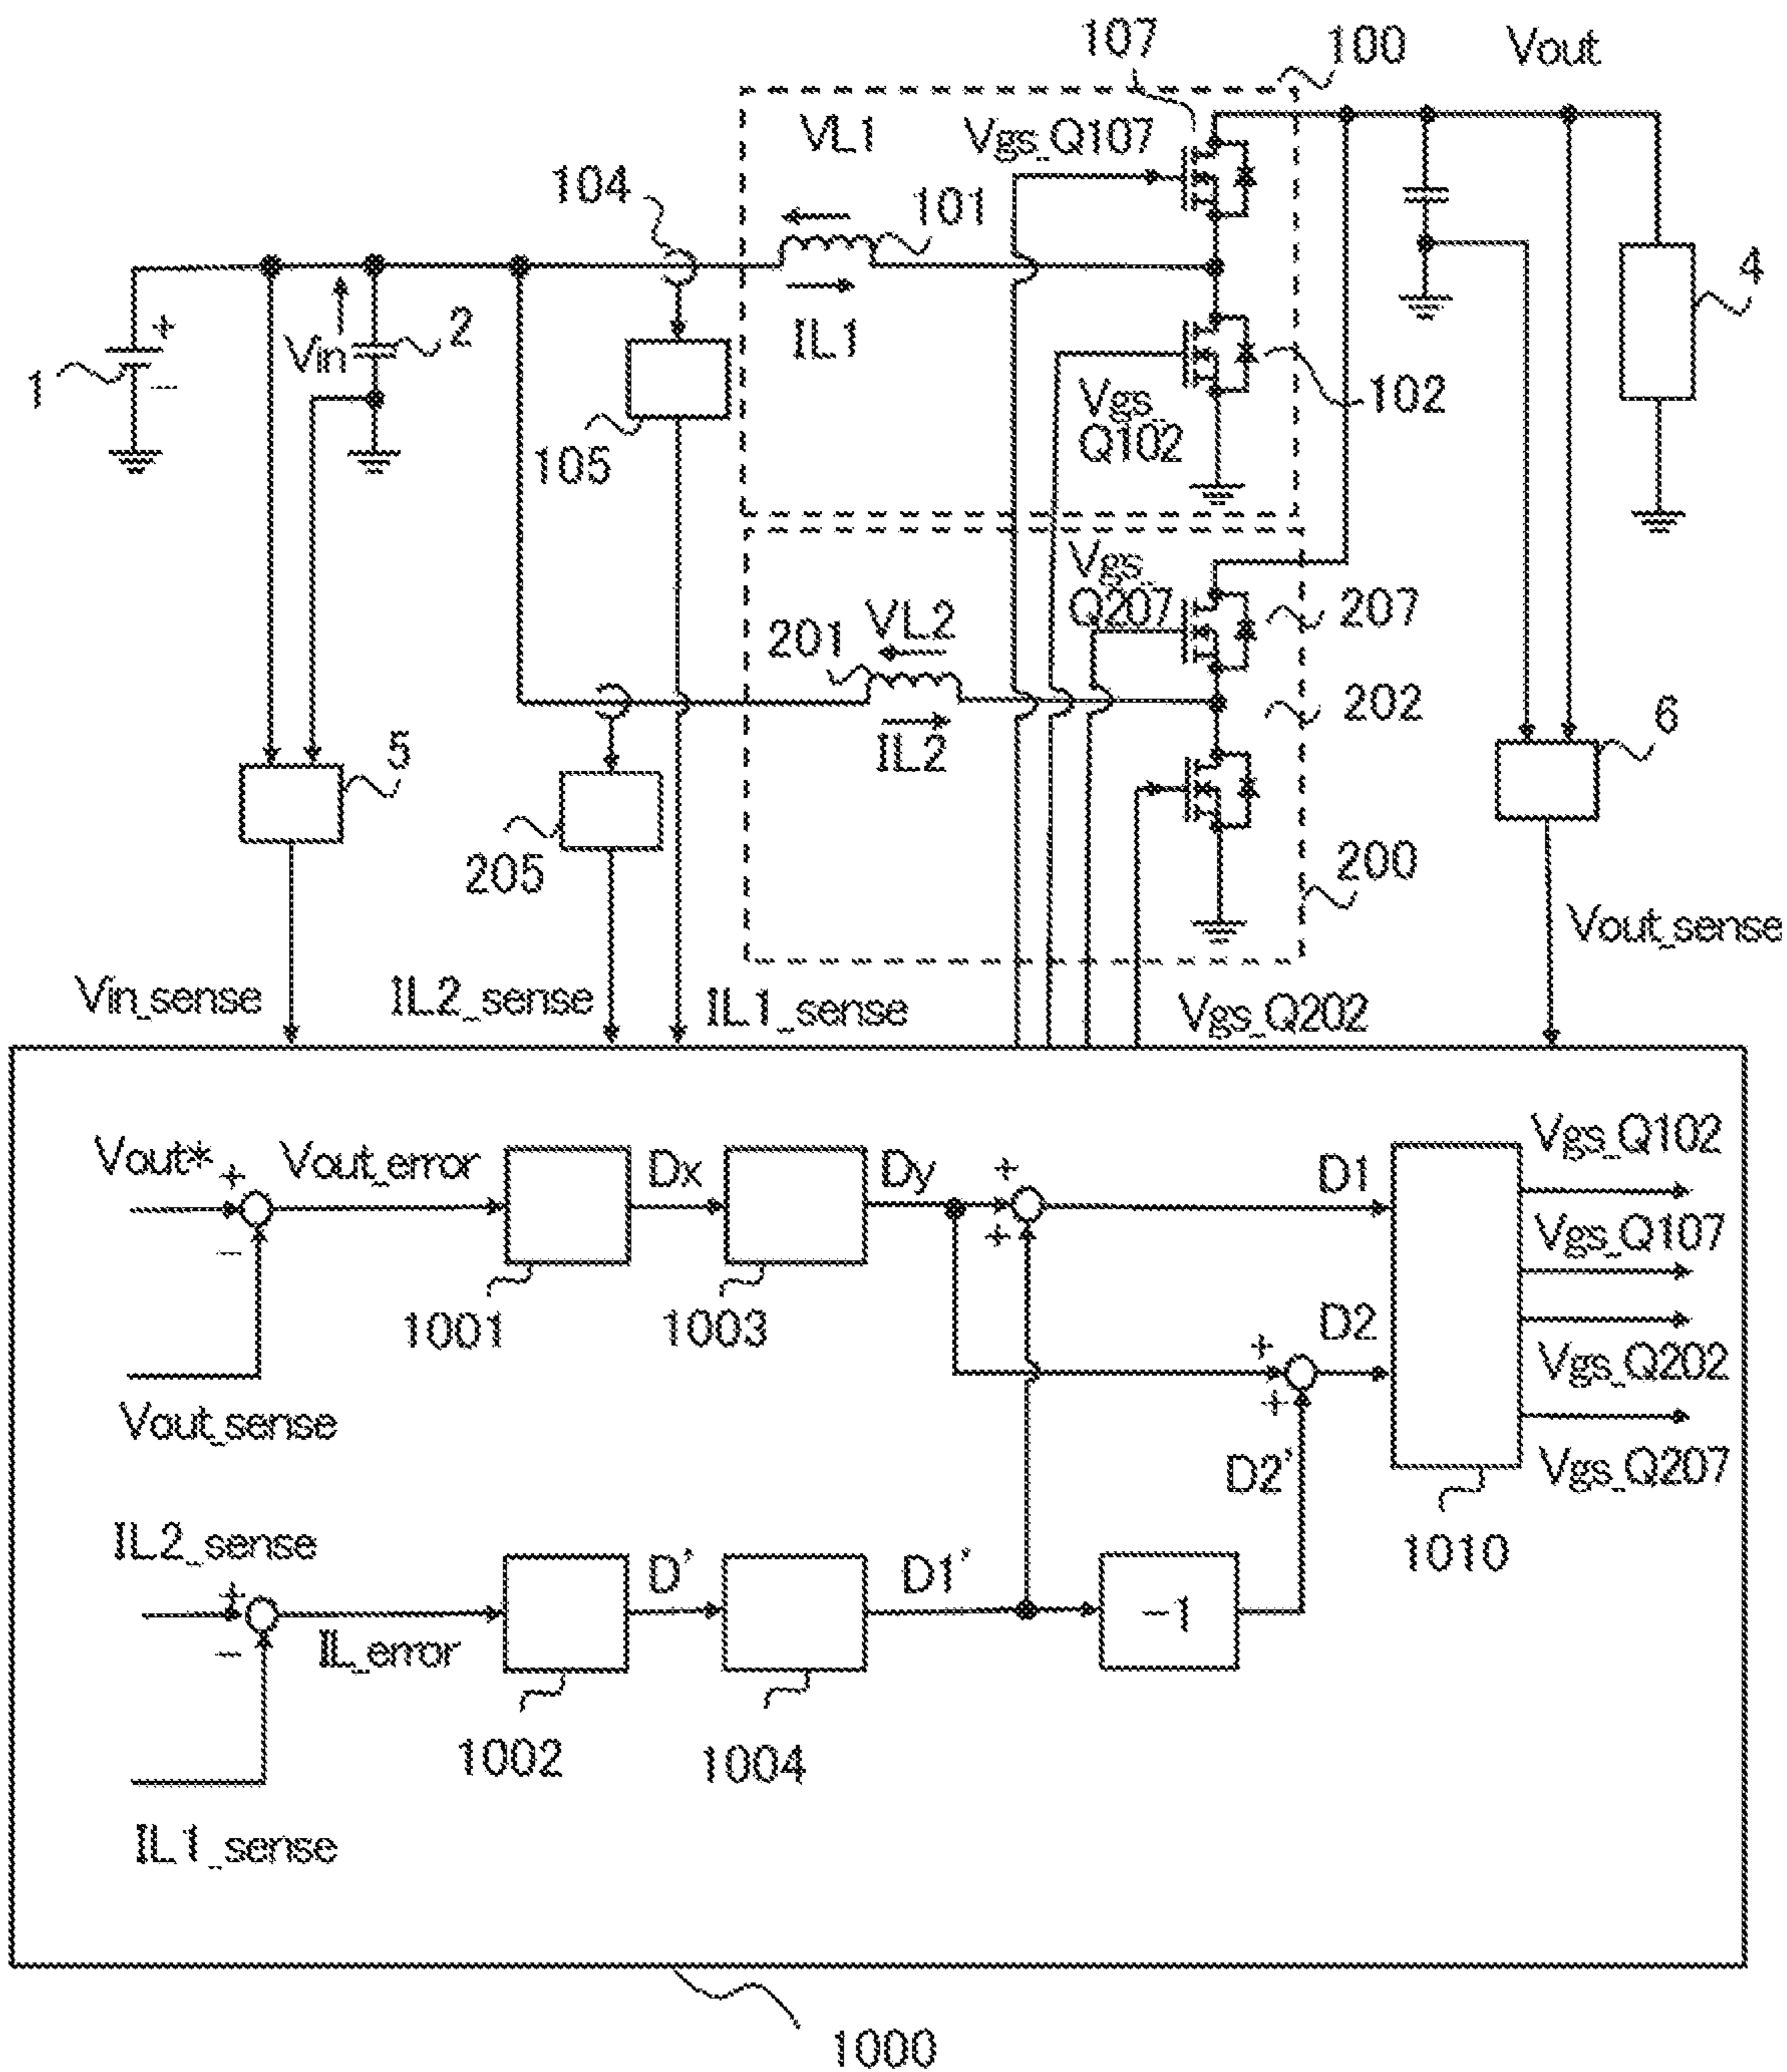 107
100
Vout
VL1
Vgs_Q107
104
101
4
+
Vin
2
IL1
1
−
102
Vgs_
Q102
105
Vgs_
Q207
207
VL2
201
202
6
5
IL2
205
200
Vout_sense
Vin_sense
IL2_sense
IL1_sense
Vgs_Q202
Vout*
+
−
Vout_error
Dx
Dy
+
+
D1
Vgs_Q102
Vgs_Q107
1001
1003
D2
+
+
Vgs_Q202
Vout_sense
D2'
Vgs_Q207
IL2_sense
1010
+
−
D'
D1'
−1
IL_error
1002
1004
IL1_sense
1000